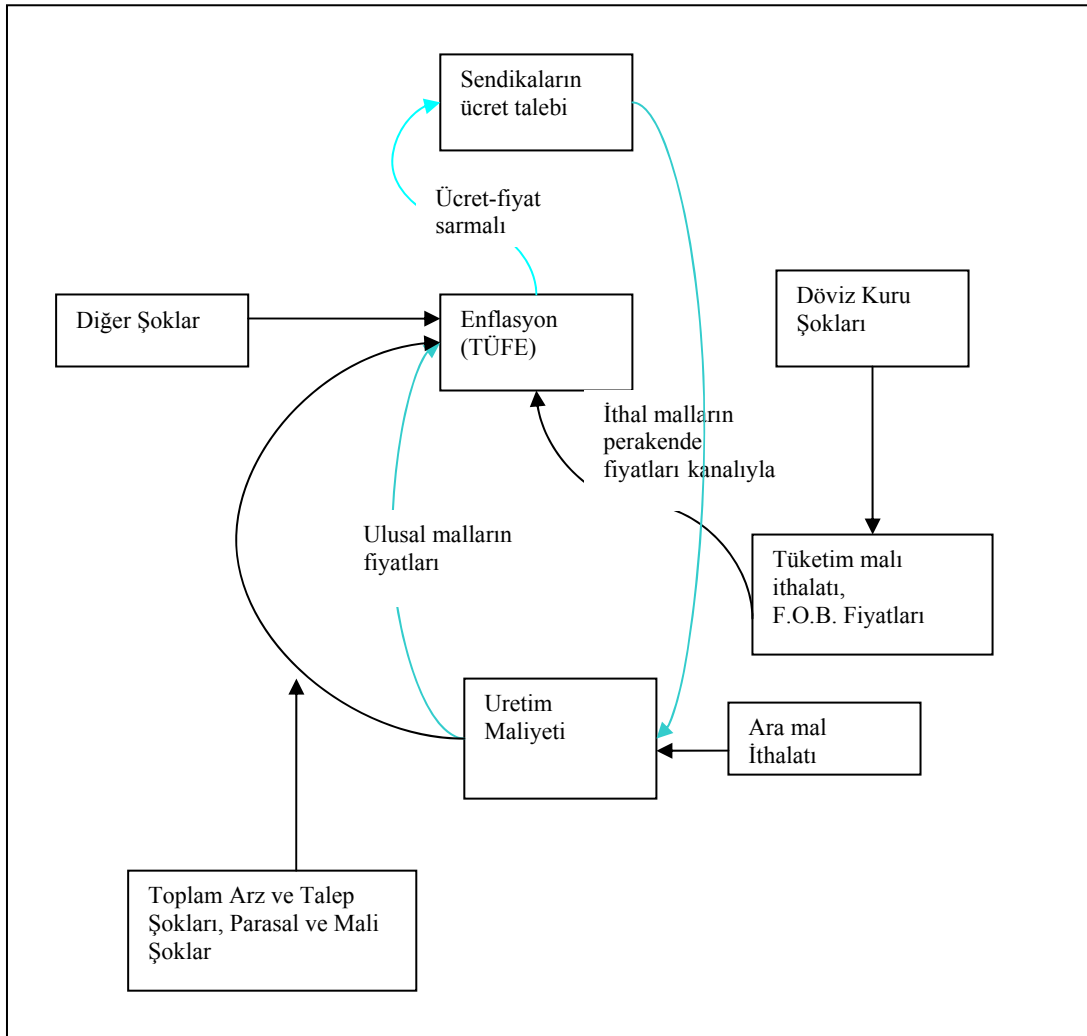 Sendikaların
ücret talebi
Ücret-fiyat
sarmalı
Diğer Şoklar
Enflasyon
(TÜFE)
Döviz Kuru
Şokları
İthal malların
perakende
fiyatları kanalıyla
Ulusal malların
fiyatları
Tüketim malı
ithalatı,
F.O.B. Fiyatları
Uretim
Maliyeti
Ara mal
İthalatı
Toplam Arz ve Talep
Şokları, Parasal ve Mali
Şoklar